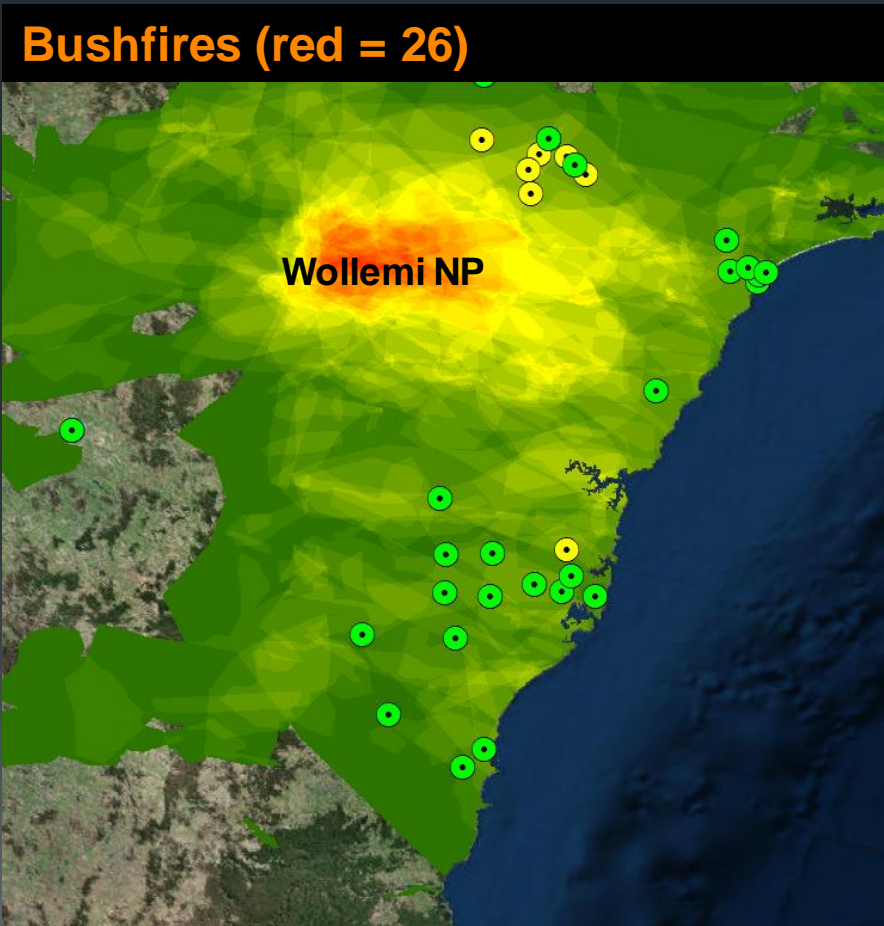 Bushfires (red = 26)
Wollemi NP